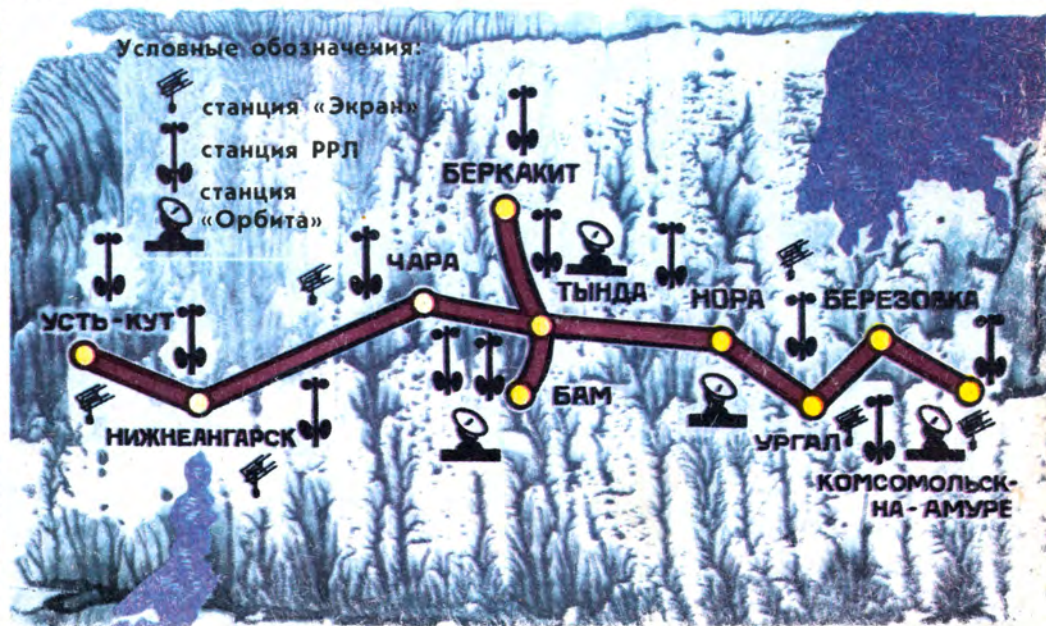 Условные обозначения:
станция «Экран»
станция РРЛ
станция
«Орбита»
БЕРКАКИТ
ЧАРА
ТЫНДА
НОРА
БЕРЕЗОВКА
УСТЬ-КУТ
БАМ
НИЖНЕАНГАРСК
УРГАЛ
КОМСОМОЛЬСК-
НА-АМУРЕ